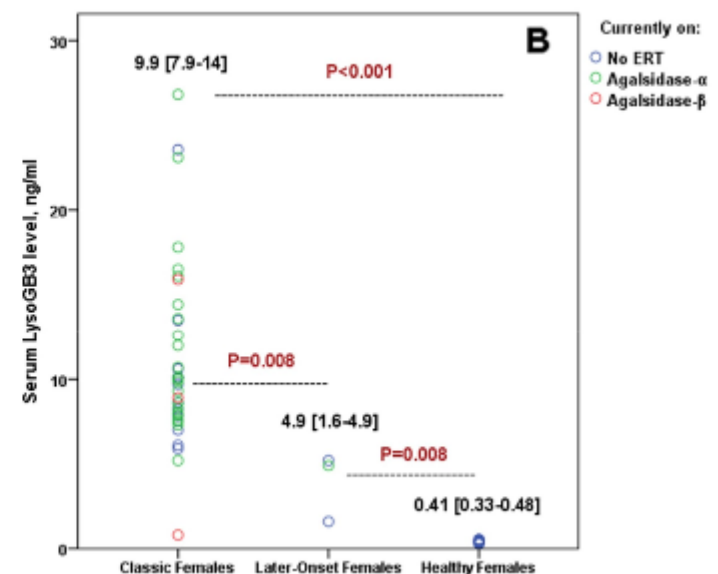 B
Currently on:
No ERT
Agalsidase-α
Agalsidase-β
30
20
10
0
Serum LysoGB3 level, ng/ml
9.9 [7.9-14]
P<0.001
P=0.008
4.9 [1.6-4.9]
P=0.008
0.41 [0.33-0.48]
Classic Females
Later-Onset Females
Healthy Females